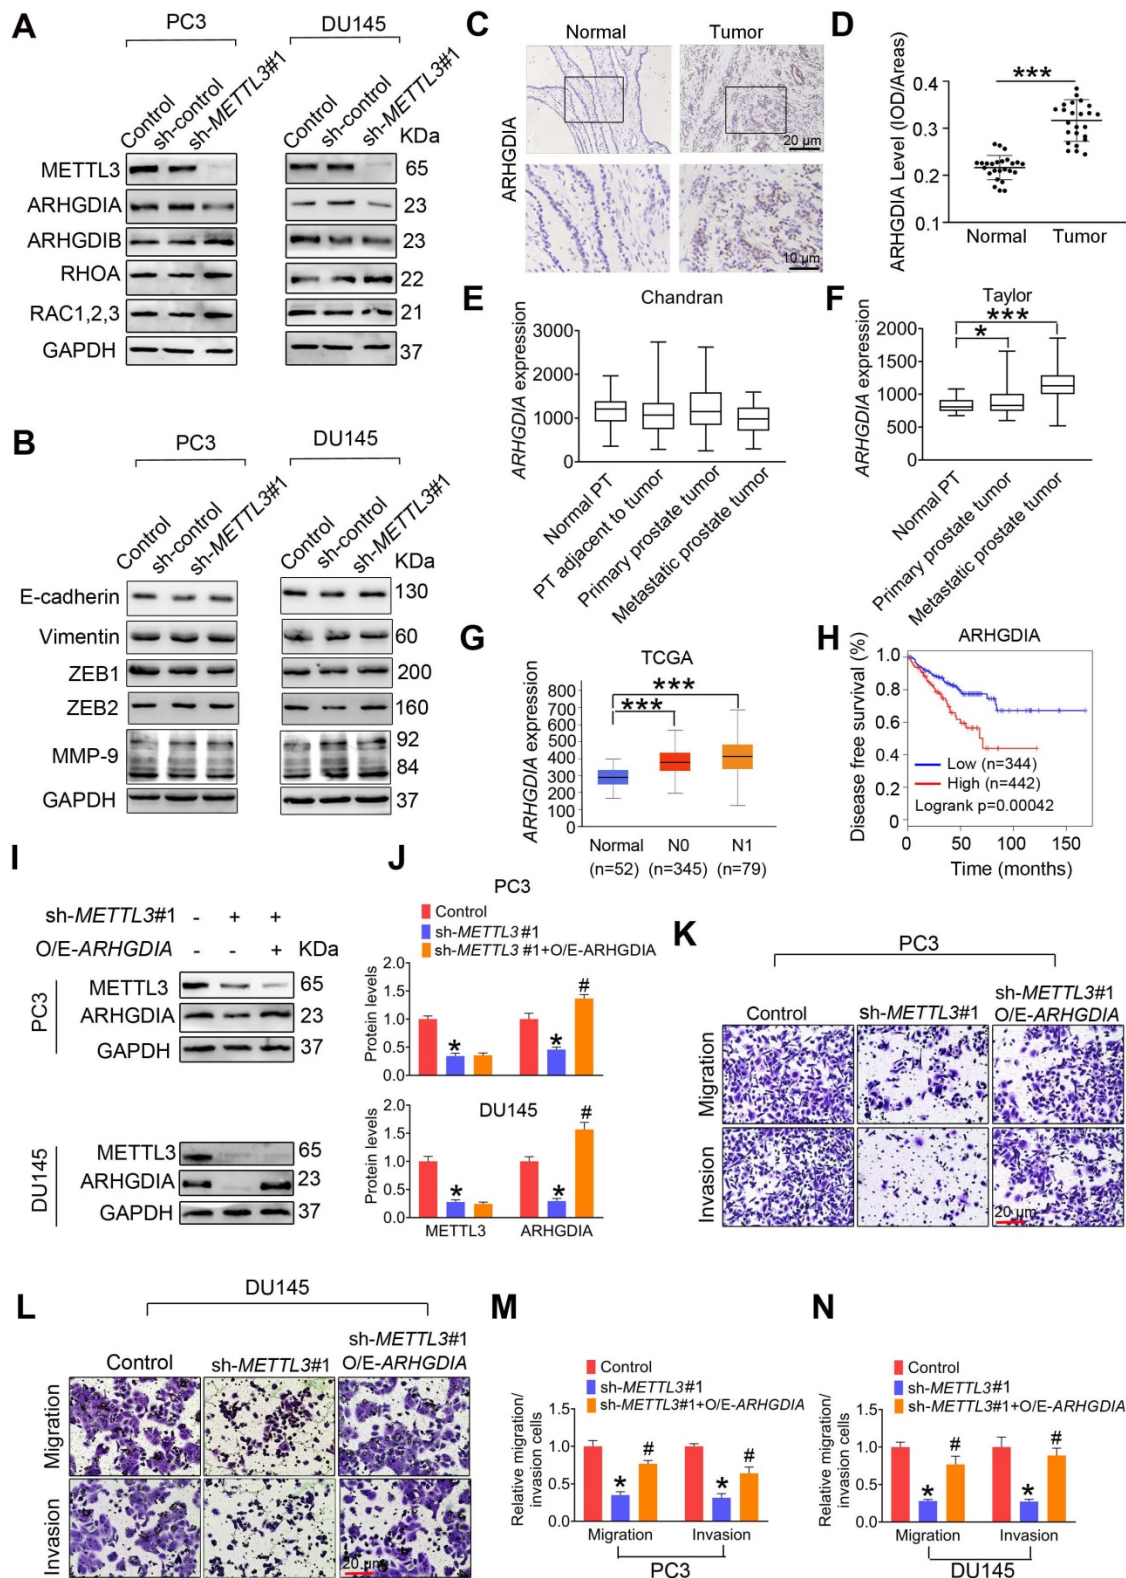 A
PC3
DU145
Control
sh-control
sh-METTL3#1
Control
sh-control
sh-METTL3#1
KDa
METTL3
65
ARHGDIA
23
ARHGDIB
23
RHOA
22
RAC1,2,3
21
GAPDH
37
B
PC3
DU145
Control
sh-control
sh-METTL3#1
Control
sh-control
sh-METTL3#1
KDa
E-cadherin
130
Vimentin
60
ZEB1
200
ZEB2
160
MMP-9
92
84
GAPDH
37
C
Normal
Tumor
ARHGDIA
20 μm
10 μm
D
ARHGDIA Level (IOD/Areas)
0.4
0.3
0.2
0.1
***
Normal
Tumor
E
Chandran
ARHGDIA expression
3000
2000
1000
0
Normal PT
PT adjacent to tumor
Primary prostate tumor
Metastatic prostate tumor
F
Taylor
ARHGDIA expression
2000
1500
1000
500
0
***
*
Normal PT
Primary prostate tumor
Metastatic prostate tumor
G
TCGA
ARHGDIA expression
800
700
600
500
400
300
200
100
0
***
***
Normal
N0
N1
(n=52)
(n=345)
(n=79)
H
ARHGDIA
Disease free survival (%)
1.0
0.8
0.6
0.4
0.2
0
Low (n=344)
High (n=442)
Logrank p=0.00042
0
50
100
150
Time (months)
I
sh-METTL3#1 - + +
O/E-ARHGDIA - - + KDa
PC3
METTL3
65
ARHGDIA
23
GAPDH
37
DU145
METTL3
65
ARHGDIA
23
GAPDH
37
J
PC3
Control
sh-METTL3#1
sh-METTL3 #1+O/E-ARHGDIA
Protein levels
2.0
1.5
1.0
0.5
0.0
*
*
#
DU145
Protein levels
2.0
1.5
1.0
0.5
0.0
*
*
#
METTL3
ARHGDIA
K
PC3
Control
sh-METTL3#1
sh-METTL3#1
O/E-ARHGDIA
Migration
Invasion
20 μm
L
DU145
Control
sh-METTL3#1
sh-METTL3#1
O/E-ARHGDIA
Migration
Invasion
20 μm
M
Control
sh-METTL3#1
sh-METTL3#1+O/E-ARHGDIA
Relative migration/
invasion cells
1.5
1.0
0.5
0.0
*
#
*
#
Migration
Invasion
PC3
N
Control
sh-METTL3#1
sh-METTL3#1+O/E-ARHGDIA
Relative migration/
invasion cells
1.5
1.0
0.5
0.0
*
#
*
#
Migration
Invasion
DU145